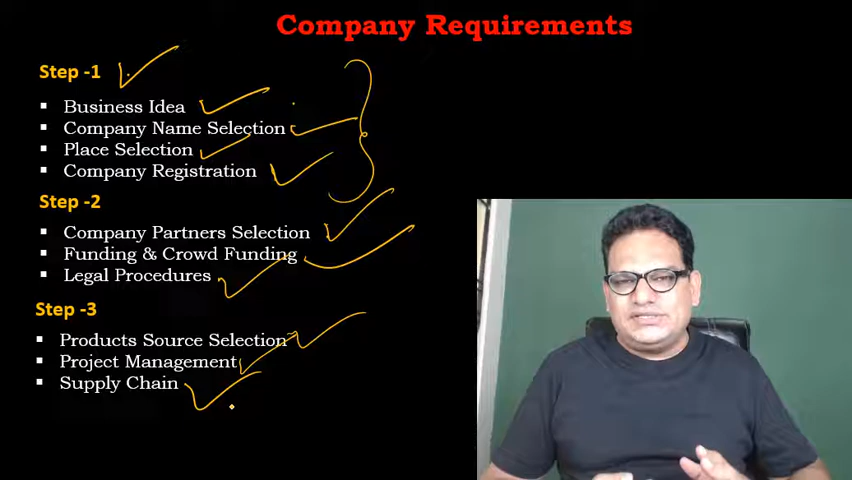 Company Requirements
Step -1
Business Idea
Company Name Selection
Place Selection
Company Registration
Step -2
Company Partners Selection
Funding & Crowd Funding
Legal Procedures
Step -3
Products Source Selection
Project Management
Supply Chain